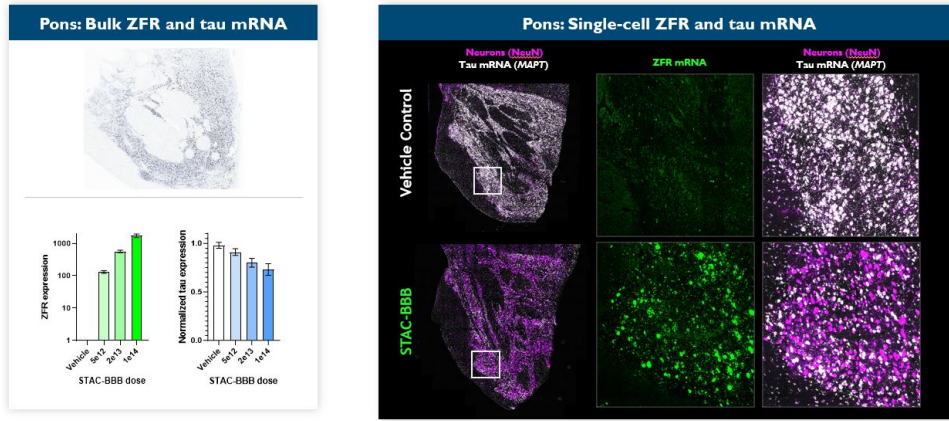 Pons: Bulk ZFR and tau mRNA
ZFR expression
1000
100
10
1
Vehicle
5e12
2e13
1e14
STAC-BBB dose
Normalized tau expression
1.0
0.5
0.0
Vehicle
5e12
2e13
1e14
STAC-BBB dose
Pons: Single-cell ZFR and tau mRNA
Neurons (NeuN)
Tau mRNA (MAPT)
ZFR mRNA
Neurons (NeuN)
Tau mRNA (MAPT)
Vehicle Control
STAC-BBB